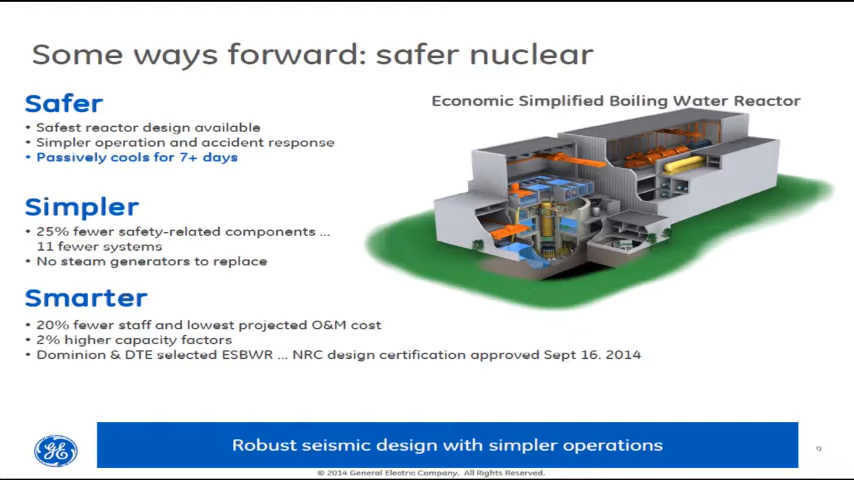 Some ways forward: safer nuclear
Safer
• Safest reactor design available
• Simpler operation and accident response
• Passively cools for 7+ days
Economic Simplified Boiling Water Reactor
Simpler
• 25% fewer safety-related components ...
11 fewer systems
• No steam generators to replace
Smarter
• 20% fewer staff and lowest projected O&M cost
• 2% higher capacity factors
• Dominion & DTE selected ESBWR ... NRC design certification approved Sept 16, 2014
GE
Robust seismic design with simpler operations
9
© 2014 General Electric Company. All Rights Reserved.